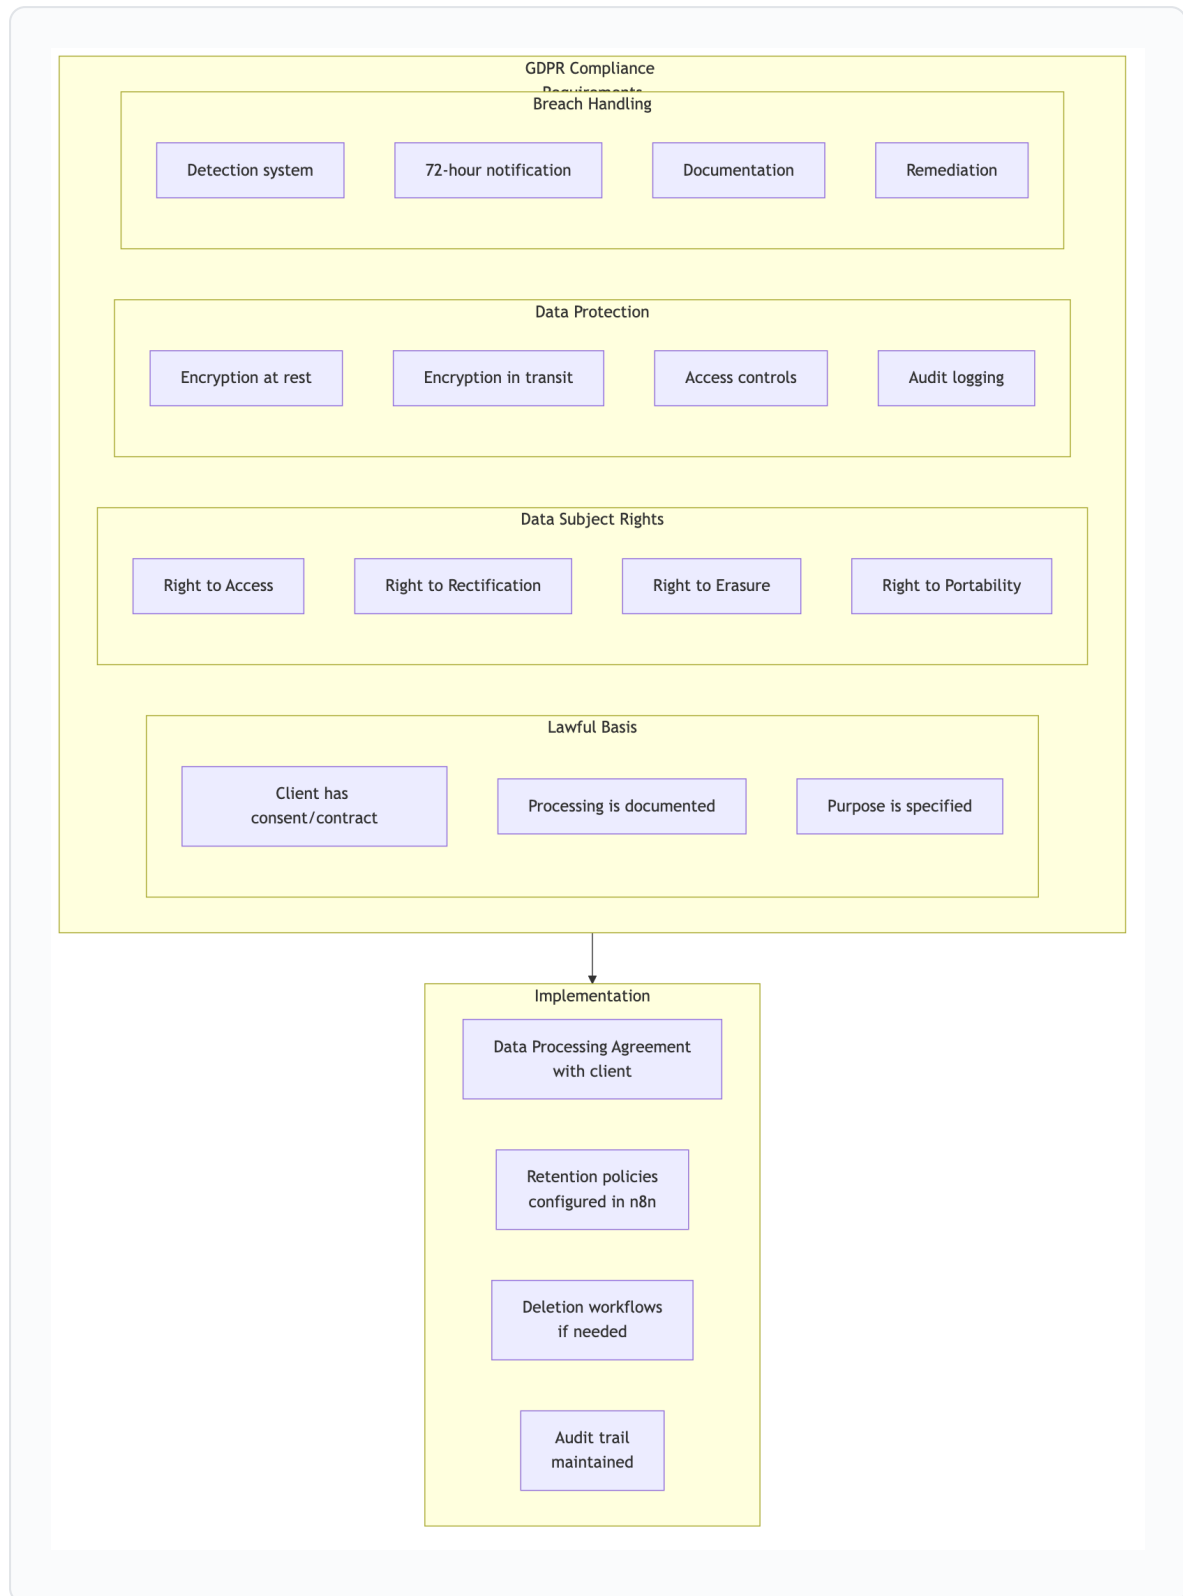 GDPR Compliance
Requirements
Breach Handling
Detection system
72-hour notification
Documentation
Remediation
Data Protection
Encryption at rest
Encryption in transit
Access controls
Audit logging
Data Subject Rights
Right to Access
Right to Rectification
Right to Erasure
Right to Portability
Lawful Basis
Client has
consent/contract
Processing is documented
Purpose is specified
Implementation
Data Processing Agreement
with client
Retention policies
configured in n8n
Deletion workflows
if needed
Audit trail
maintained